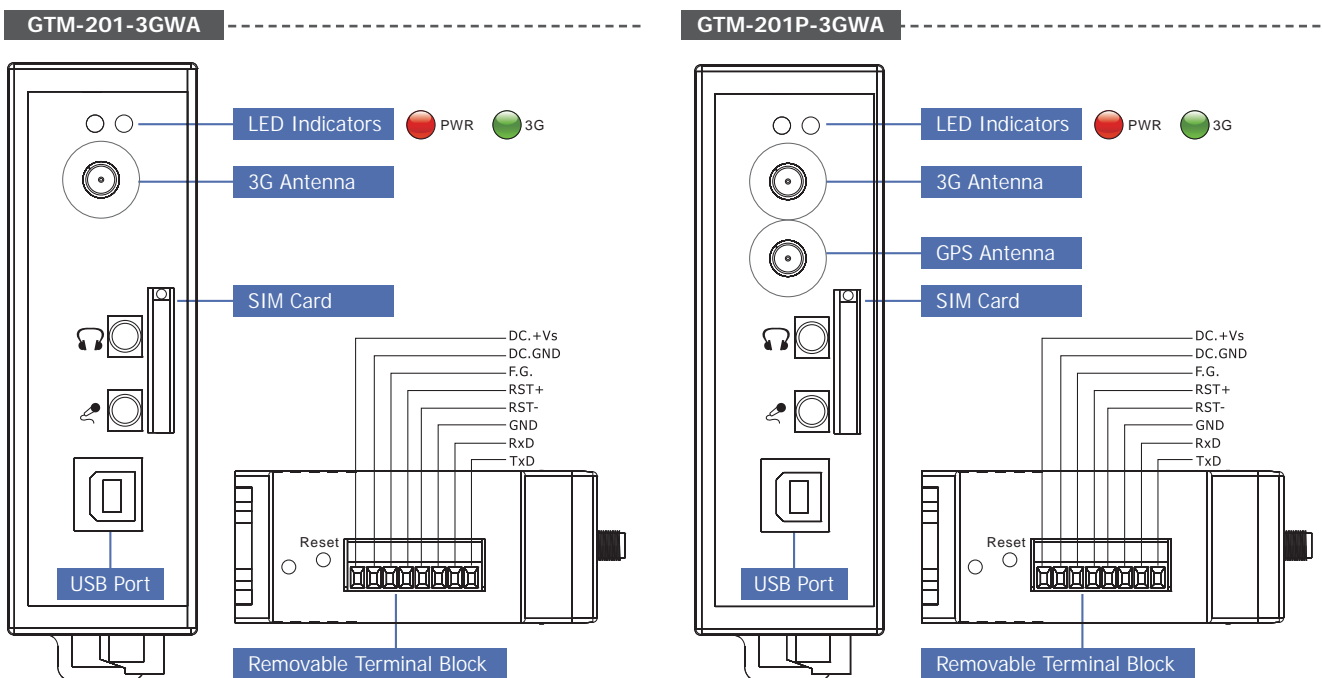 GTM-201-3GWA
LED Indicators
PWR
3G
3G Antenna
SIM Card
DC.+Vs
DC.GND
F.G.
RST+
RST-
GND
RxD
TxD
Reset
USB Port
Removable Terminal Block
GTM-201P-3GWA
LED Indicators
PWR
3G
3G Antenna
GPS Antenna
SIM Card
DC.+Vs
DC.GND
F.G.
RST+
RST-
GND
RxD
TxD
Reset
USB Port
Removable Terminal Block